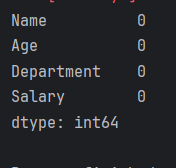 Name          0
Age           0
Department    0
Salary        0
dtype: int64